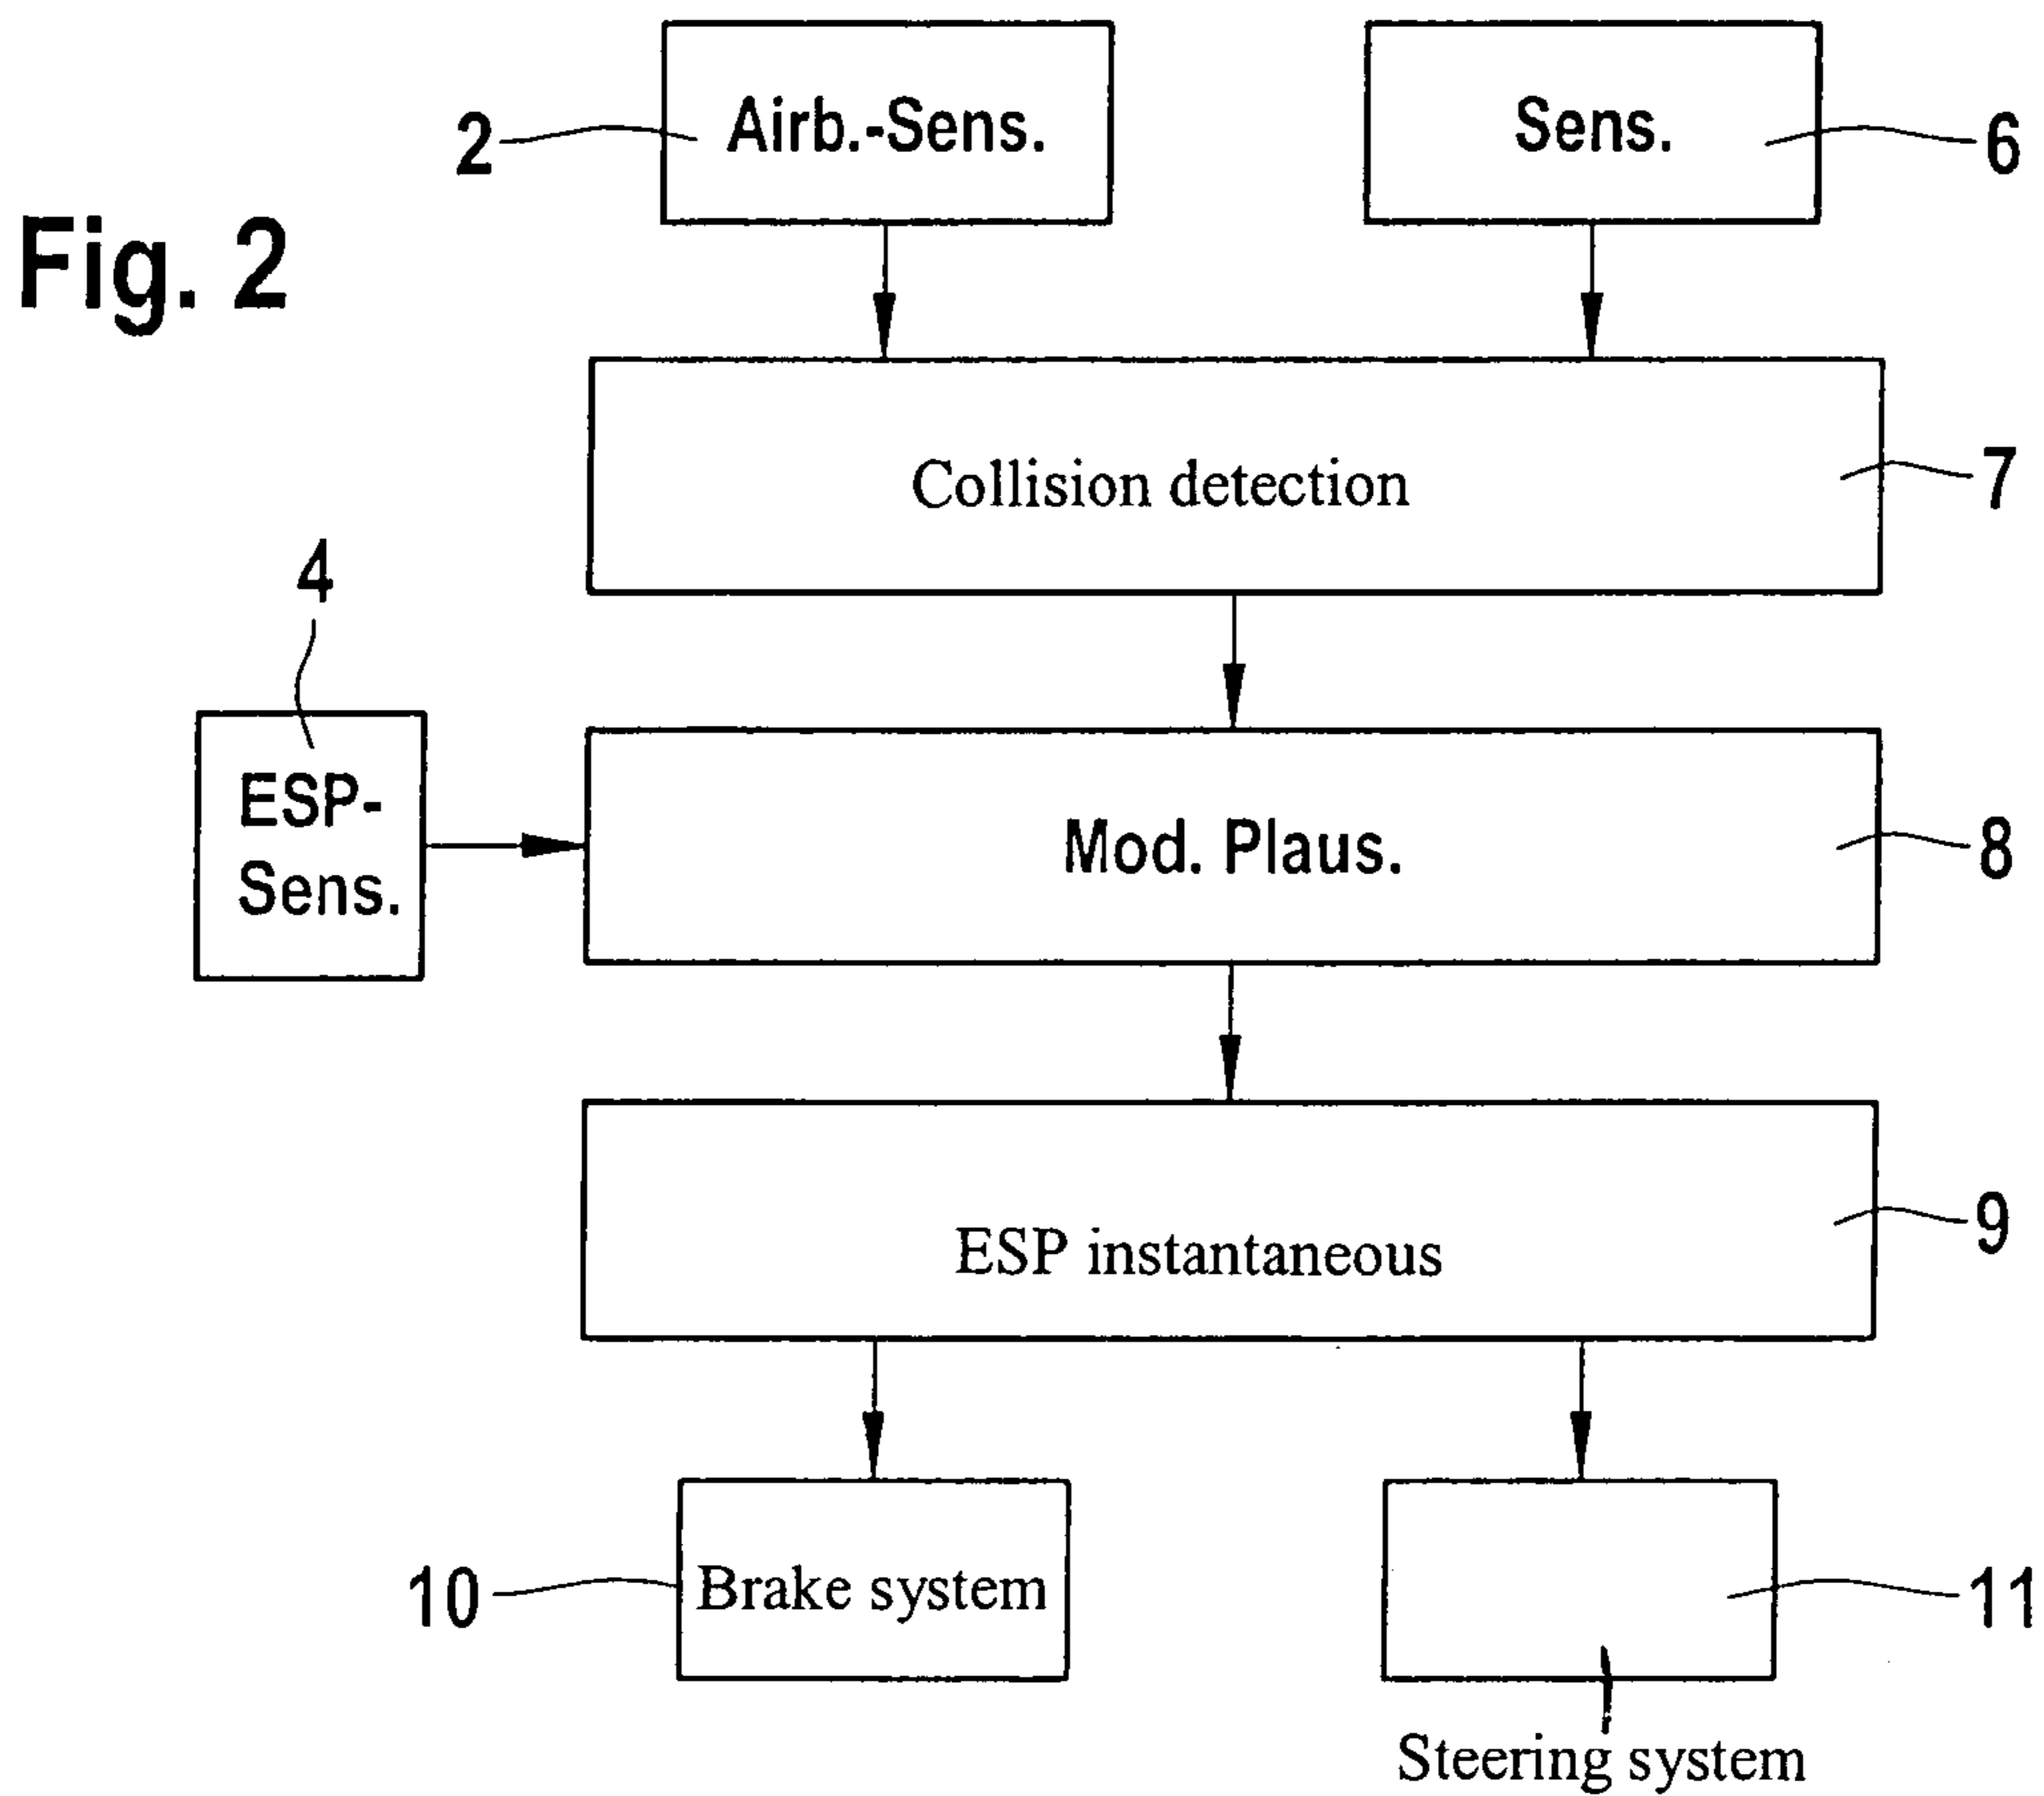 Airb.-Sens.
Sens.
2
6
Fig. 2
Collision detection
7
4
ESP-
Sens.
Mod. Plaus.
8
ESP instantaneous
9
10
Brake system
11
Steering system